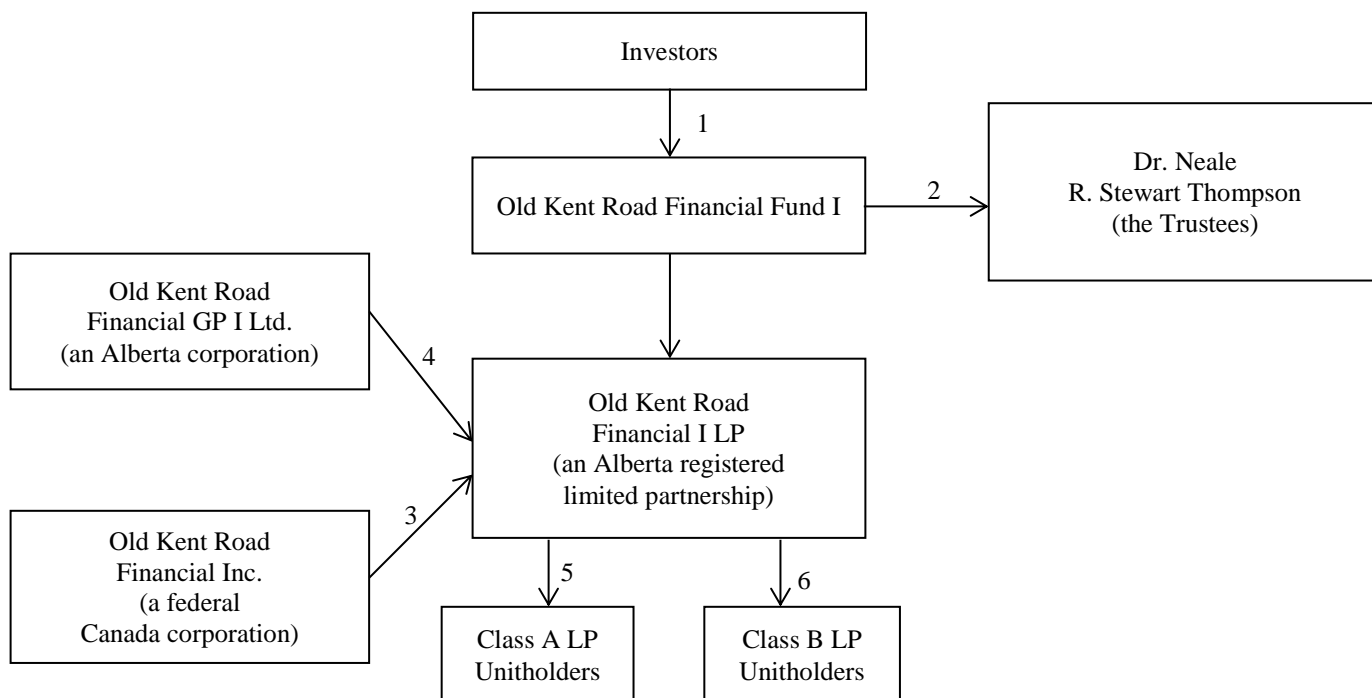 Investors
1
Old Kent Road Financial Fund I
2
Dr. Neale
R. Stewart Thompson
(the Trustees)
Old Kent Road
Financial GP I Ltd.
(an Alberta corporation)
4
Old Kent Road
Financial I LP
(an Alberta registered
limited partnership)
3
Old Kent Road
Financial Inc.
(a federal
Canada corporation)
5
6
Class A LP
Unitholders
Class B LP
Unitholders